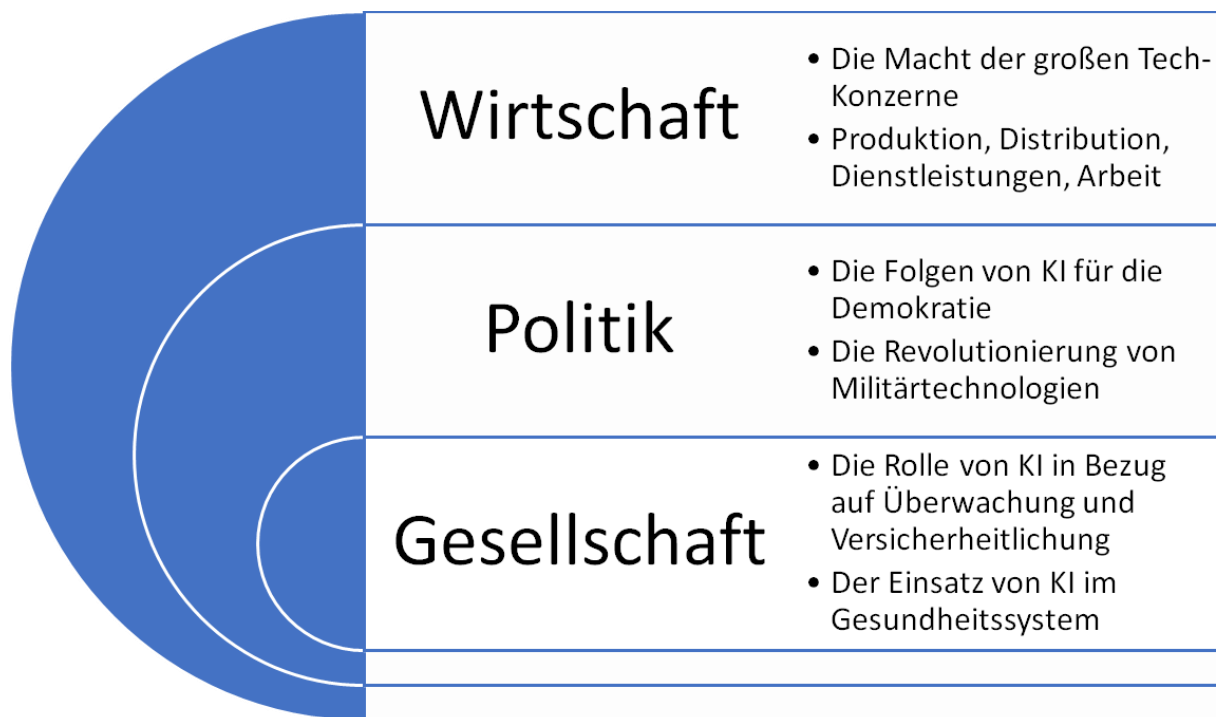 Wirtschaft
• Die Macht der großen Tech-
Konzerne
• Produktion, Distribution,
Dienstleistungen, Arbeit
Politik
• Die Folgen von KI für die
Demokratie
• Die Revolutionierung von
Militärtechnologien
Gesellschaft
• Die Rolle von KI in Bezug
auf Überwachung und
Versicherheitlichung
• Der Einsatz von KI im
Gesundheitssystem